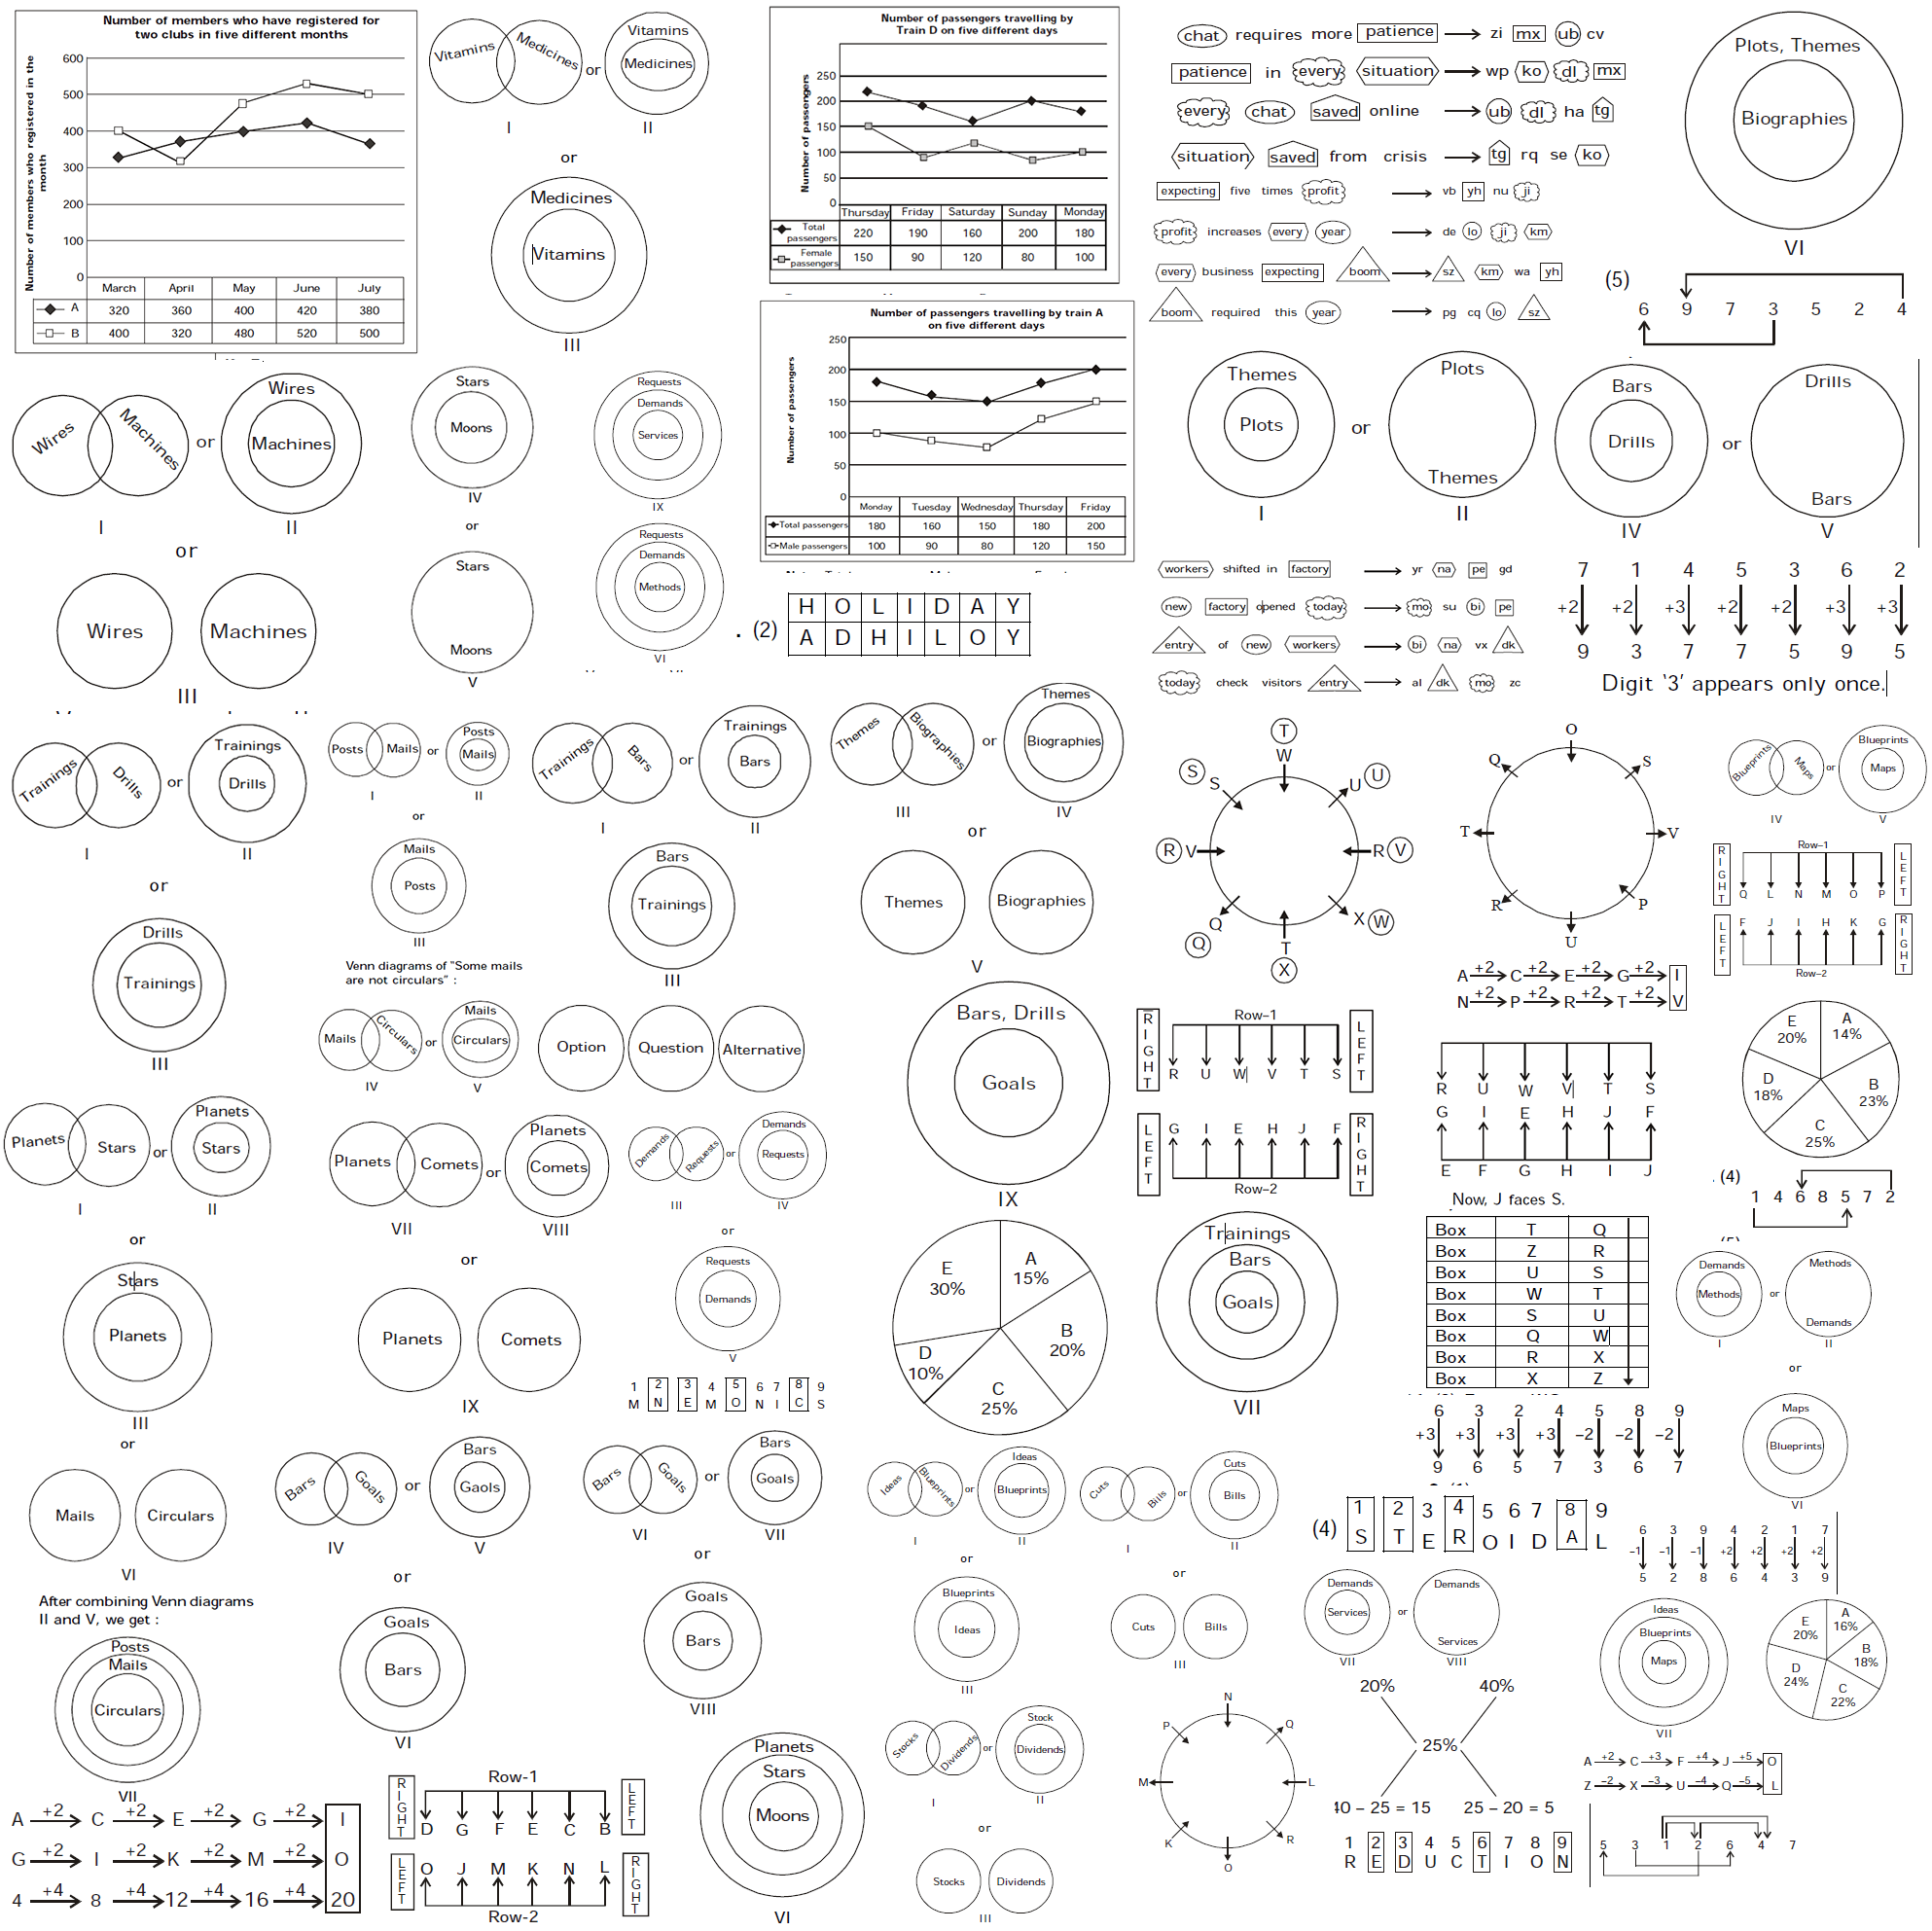 Number of members who have registered for
two clubs in five different months
Number of members who registered in the
month
600
500
400
300
200
100
0
March April May June July
A 320 360 400 420 380
B 400 320 480 520 500
Vitamins Medicines or Vitamins
Medicines
I II
or
Medicines
Vitamins
III
Number of passengers travelling by
Train D on five different days
Number of passengers
250
200
150
100
50
0
Thursday Friday Saturday Sunday Monday
Total passengers 220 190 160 200 180
Female passengers 150 90 120 80 100
Number of passengers travelling by train A
on five different days
Number of passengers
250
200
150
100
50
0
Monday Tuesday Wednesday Thursday Friday
Total passengers 180 160 150 180 200
Male passengers 100 90 80 120 150
chat requires more patience zi mx ub cv
patience in every situation wp ko dl mx
every chat saved online ub dl ha tg
situation saved from crisis tg rq se ko
expecting five times profit vb yh nu ji
profit increases every year de lo ji km
every business expecting boom sz km wa yh
boom required this year pg cq lo sz
Plots, Themes
Biographies
VI
(5)
6 9 7 3 5 2 4
Wires Machines or Wires
Machines
I II
or
Wires Machines
III
Stars
Moons
IV
or
Stars
Moons
V
Requests
Demands
Services
IX
Requests
Demands
Methods
VI
(2) H O L I D A Y
A D H I L O Y
Themes
Plots
I
or
Plots
Themes
II
Bars
Drills
IV
or
Drills
Bars
V
workers shifted in factory yr na pe gd
new factory opened today mo su bi pe
entry of new workers bi na vx dk
today check visitors entry al dk mo zc
7 1 4 5 3 6 2
+2 +2 +3 +2 +2 +3 +3
9 3 7 7 5 9 5
Digit '3' appears only once.
Trainings Drills or Trainings
Drills
I II
or
Drills
Trainings
III
Posts Mails or Posts
Mails
I II
or
Mails
Posts
III
Venn diagrams of "Some mails
are not circulars" :
Mails Circulars or Mails
Circulars
IV V
Trainings Bars or Trainings
Bars
I II
Bars
Trainings
III
Option Question Alternative
Themes Biographies or Themes
Biographies
III IV
or
Themes Biographies
V
Bars, Drills
Goals
IX
T
W
S S U U
R V R V
Q X W
Q T
X
O
Q S
T V
R P
U
A +2 C +2 E +2 G +2 I
N +2 P +2 R +2 T +2 V
Blueprints Maps or Blueprints
Maps
IV V
RIGHT Row-1 LEFT
Q L N M O P
F J I H K G
LEFT Row-2 RIGHT
RIGHT Row-1 LEFT
R U W V T S
G I E H J F
LEFT Row-2 RIGHT
R U W V T S
G I E H J F
E F G H I J
Now, J faces S.
E 20% A 14%
D 18% B 23%
C 25%
(4)
1 4 6 8 5 7 2
Planets Stars or Planets
Stars
I II
or
Stars
Planets
III
or
Mails Circulars
VI
After combining Venn diagrams
II and V, we get :
Posts
Mails
Circulars
VII
Planets Comets or Planets
Comets
VII VIII
or
Planets Comets
IX
Demands Requests or Demands
Requests
III IV
or
Requests
Demands
V
1 2 3 4 5 6 7 8 9
M N E M O N I C S
E 30% A 15%
D 10% B 20%
C 25%
Trainings
Bars
Goals
VII
Box T Q
Box Z R
Box U S
Box W T
Box S U
Box Q W
Box R X
Box X Z
6 3 2 4 5 8 9
+3 +3 +3 +3 –2 –2 –2
9 6 5 7 3 6 7
Demands
Methods
I
or
Methods
Demands
II
or
Maps
Blueprints
VI
Bars Goals or Bars
Gaols
IV V
or
Goals
Bars
VI
Bars Goals or Bars
Goals
VI VII
or
Goals
Bars
VIII
Ideas Blueprints or Ideas
Blueprints
I II
or
Blueprints
Ideas
III
Cuts Bills or Cuts
Bills
I II
or
Cuts Bills
III
(4) 1 2 3 4 5 6 7 8 9
S T E R O I D A L
6 3 9 4 2 1 7
–1 –1 –1 +2 +2 +2 +2
5 2 8 6 4 3 9
Demands
Services
VII
or
Demands
Services
VIII
Ideas
Blueprints
Maps
VII
E 20% A 16%
B 18%
D 24% C 22%
A +2 C +2 E +2 G +2 I
G +2 I +2 K +2 M +2 O
4 +4 8 +4 12 +4 16 +4 20
RIGHT Row-1 LEFT
D G F E C B
O J M K N L
LEFT Row-2 RIGHT
Planets
Stars
Moons
VI
Stocks Dividends or Stock
Dividends
I II
or
Stocks Dividends
III
N
P Q
M L
K R
O
20% 40%
25%
40 – 25 = 15 25 – 20 = 5
1 2 3 4 5 6 7 8 9
R E D U C T I O N
A +2 C +3 F +4 J +5 O
Z –2 X –3 U –4 Q –5 L
5 3 1 2 6 4 7